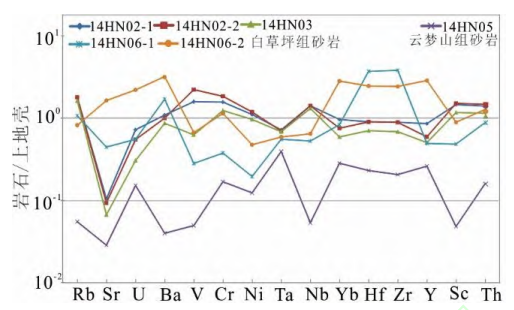 14HN02-1 14HN02-2 14HN03 14HN05
14HN06-1 14HN06-2 白草坪组砂岩 云梦山组砂岩
10¹
10⁰
10⁻¹
10⁻²
岩石/上地壳
Rb Sr U Ba V Cr Ni Ta Nb Yb Hf Zr Y Sc Th